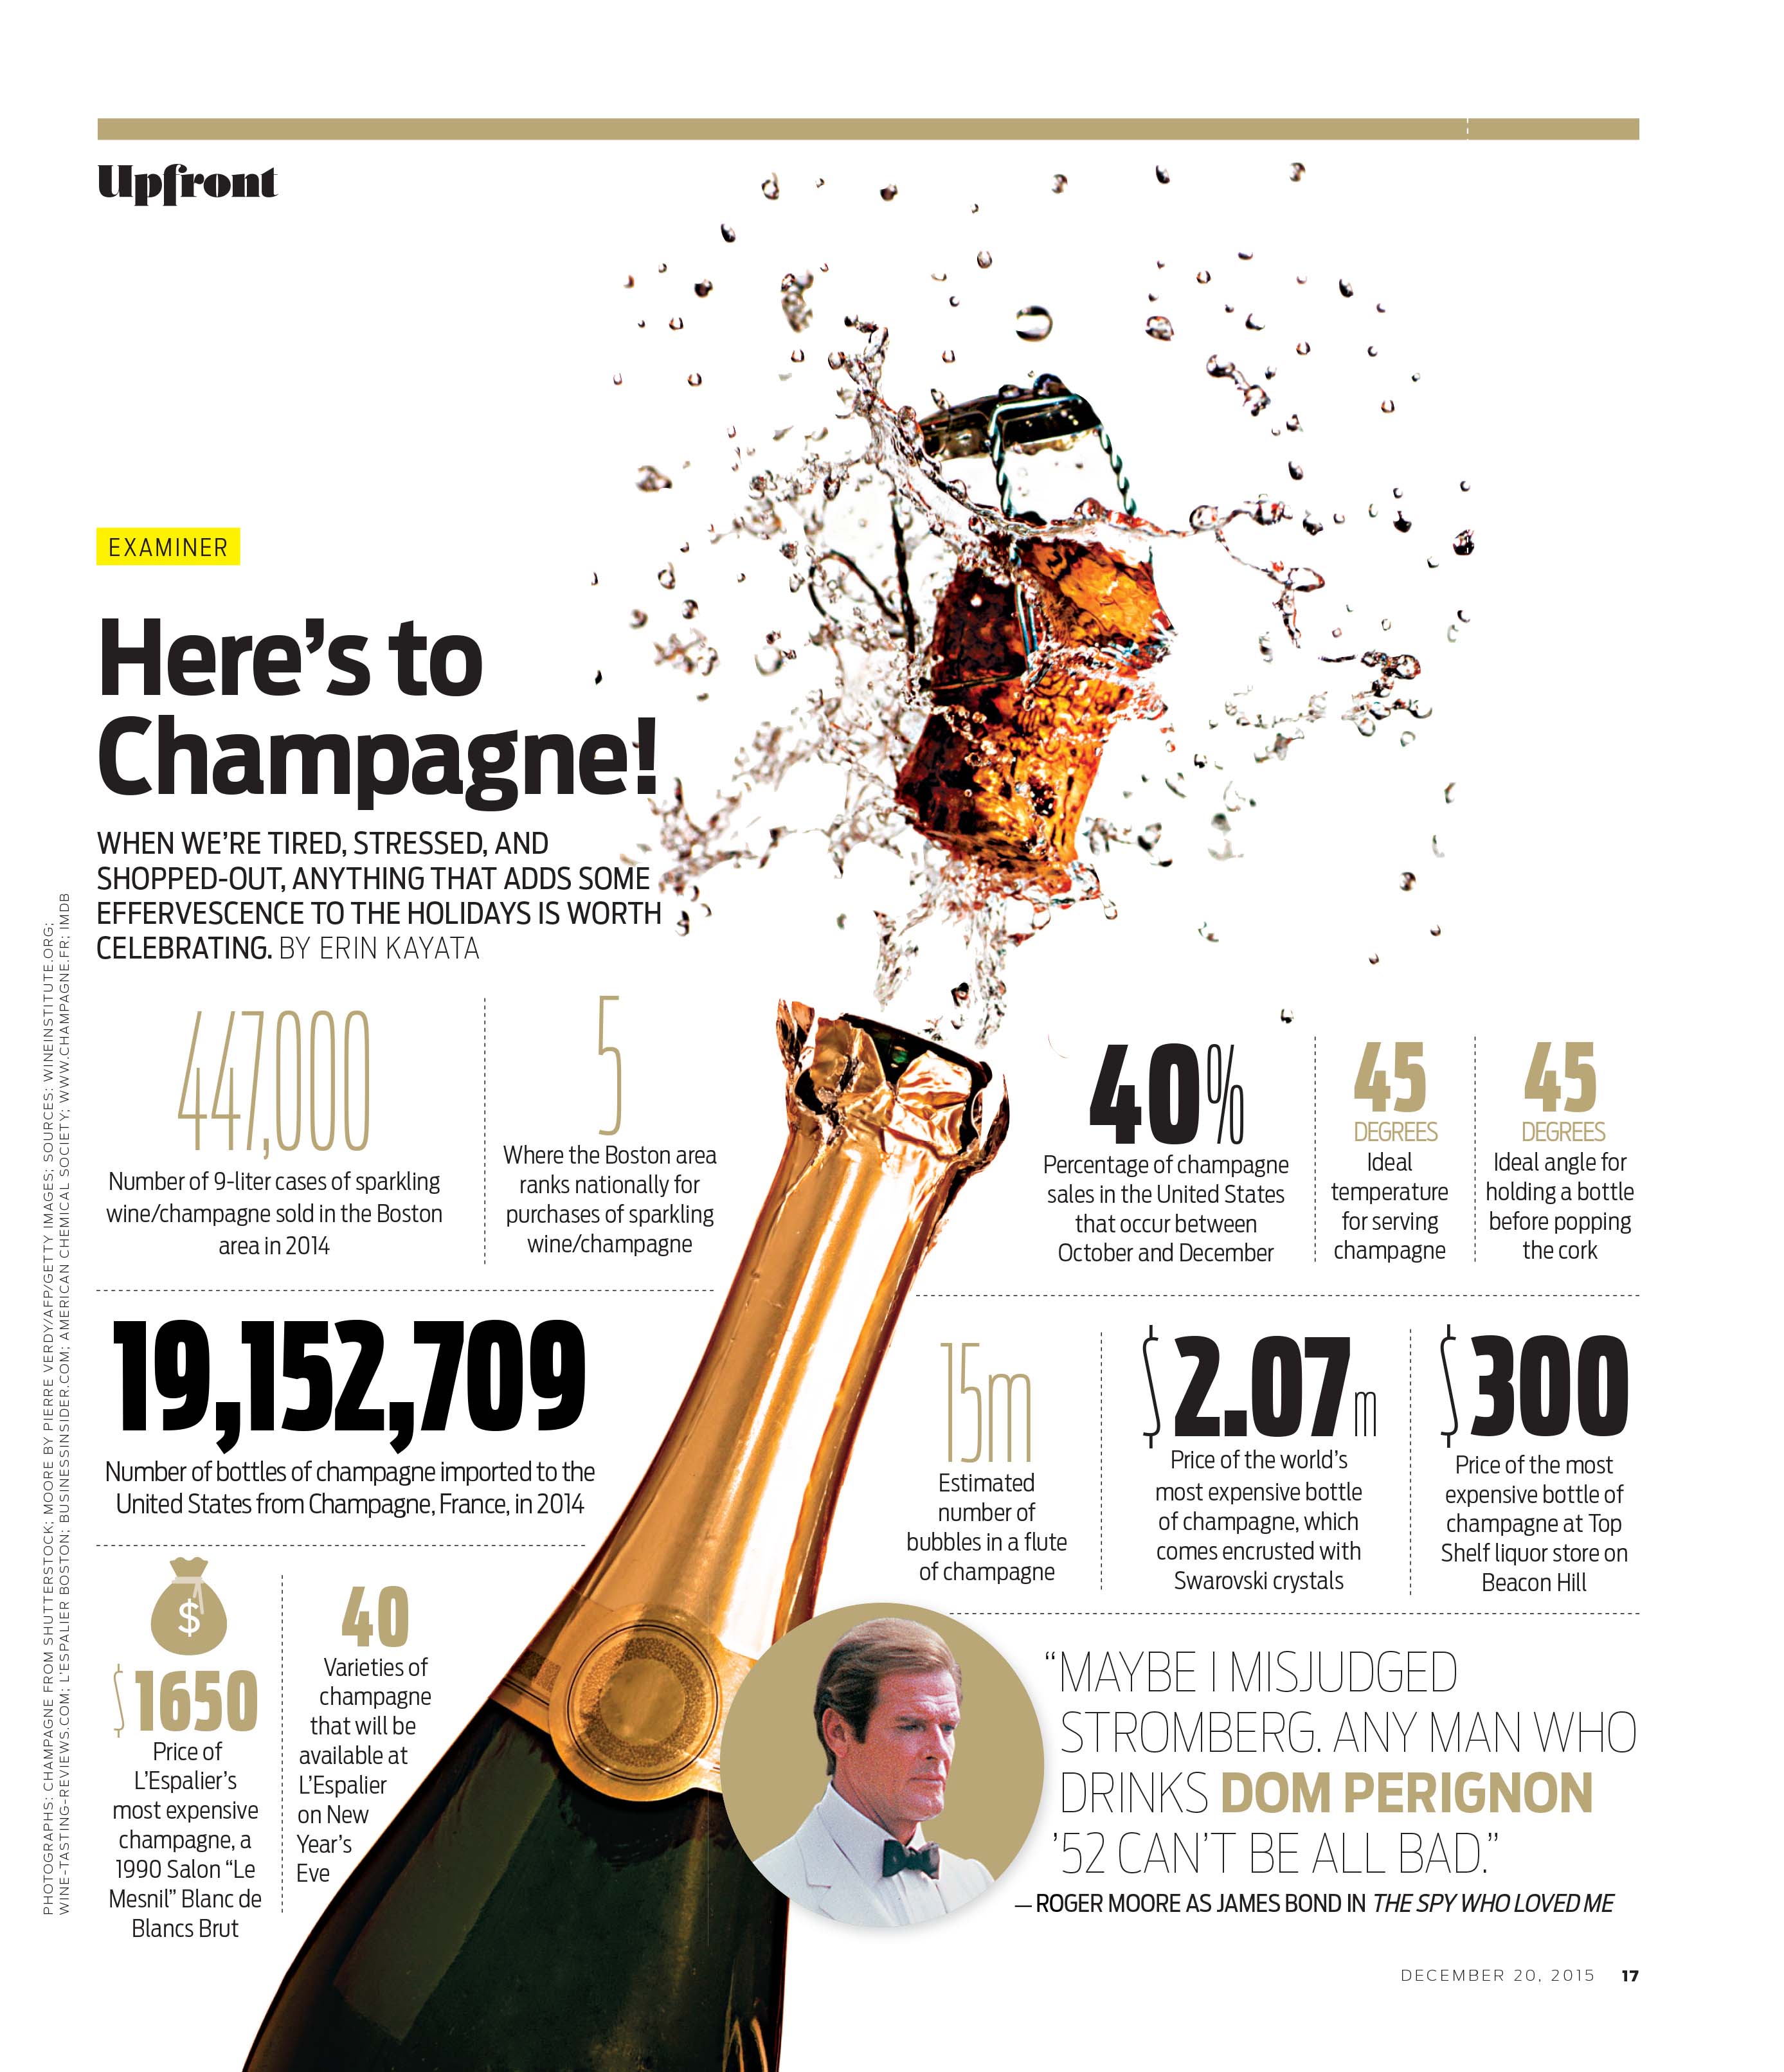 Upfront
EXAMINER
Here’s to
Champagne!
WHEN WE’RE TIRED, STRESSED, AND
SHOPPED-OUT, ANYTHING THAT ADDS SOME
EFFERVESCENCE TO THE HOLIDAYS IS WORTH
CELEBRATING. BY ERIN KAYATA
447,000
Number of 9-liter cases of sparkling
wine/champagne sold in the Boston
area in 2014
5
Where the Boston area
ranks nationally for
purchases of sparkling
wine/champagne
40%
Percentage of champagne
sales in the United States
that occur between
October and December
45
DEGREES
Ideal
temperature
for serving
champagne
45
DEGREES
Ideal angle for
holding a bottle
before popping
the cork
19,152,709
Number of bottles of champagne imported to the
United States from Champagne, France, in 2014
15m
Estimated
number of
bubbles in a flute
of champagne
$2.07m
Price of the world’s
most expensive bottle
of champagne, which
comes encrusted with
Swarovski crystals
$300
Price of the most
expensive bottle of
champagne at Top
Shelf liquor store on
Beacon Hill
$
$1650
Price of
L’Espalier’s
most expensive
champagne, a
1990 Salon “Le
Mesnil” Blanc de
Blancs Brut
40
Varieties of
champagne
that will be
available at
L’Espalier
on New
Year’s
Eve
“MAYBE I MISJUDGED
STROMBERG. ANY MAN WHO
DRINKS DOM PERIGNON
’52 CAN’T BE ALL BAD.”
— ROGER MOORE AS JAMES BOND IN THE SPY WHO LOVED ME
PHOTOGRAPHS: CHAMPAGNE FROM SHUTTERSTOCK; MOORE BY PIERRE VERDY/AFP/GETTY IMAGES; SOURCES: WINEINSTITUTE.ORG;
WINE-TASTING-REVIEWS.COM; L’ESPALIER BOSTON; BUSINESSINSIDER.COM; AMERICAN CHEMICAL SOCIETY; WWW.CHAMPAGNE.FR; IMDB
DECEMBER 20, 2015 17